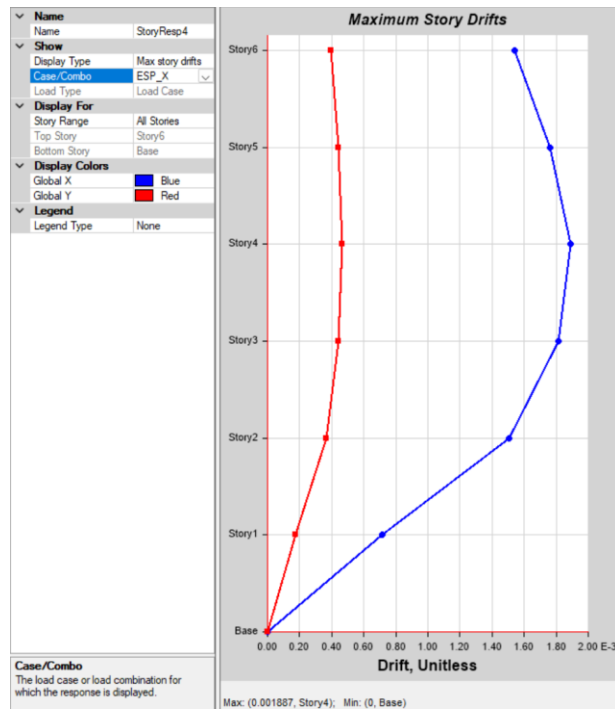 Name
Name StoryResp4
Show
Display Type Max story drifts
Case/Combo ESP_X
Load Type Load Case
Display For
Story Range All Stories
Top Story Story6
Bottom Story Base
Display Colors
Global X Blue
Global Y Red
Legend
Legend Type None
Case/Combo
The load case or load combination for
which the response is displayed.
Maximum Story Drifts
Story6
Story5
Story4
Story3
Story2
Story1
Base
0.00 0.20 0.40 0.60 0.80 1.00 1.20 1.40 1.60 1.80 2.00 E-3
Drift, Unitless
Max: (0.001887, Story4); Min: (0, Base)